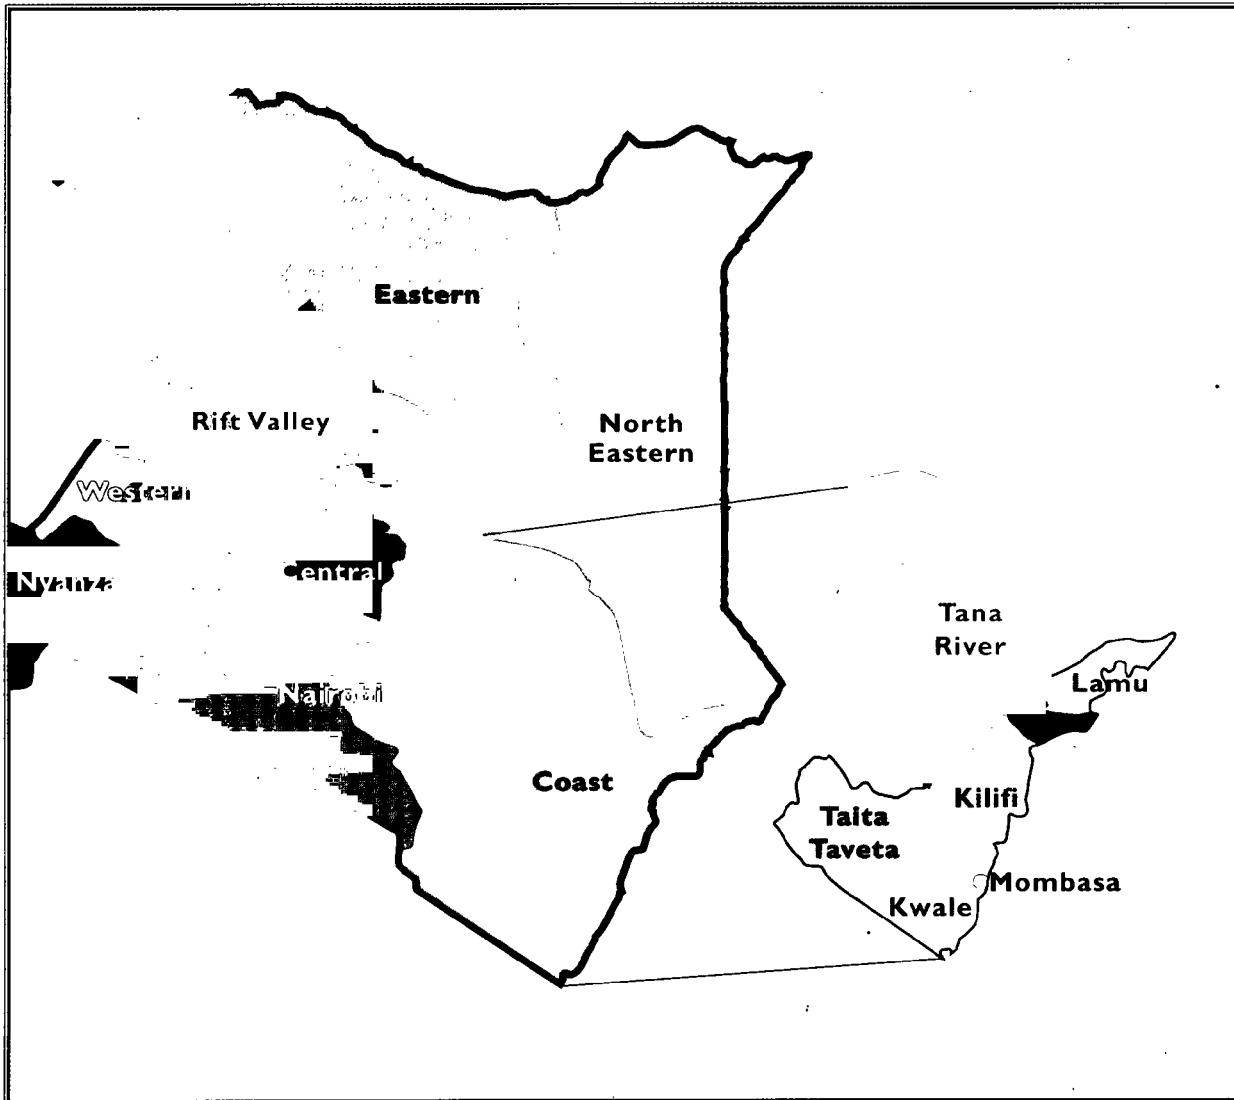 Eastern
Rift Valley
North
Eastern
Western
Nyanza
Central
Nairobi
Coast
Tana
River
Lamu
Kilifi
Taita
Taveta
Mombasa
Kwale